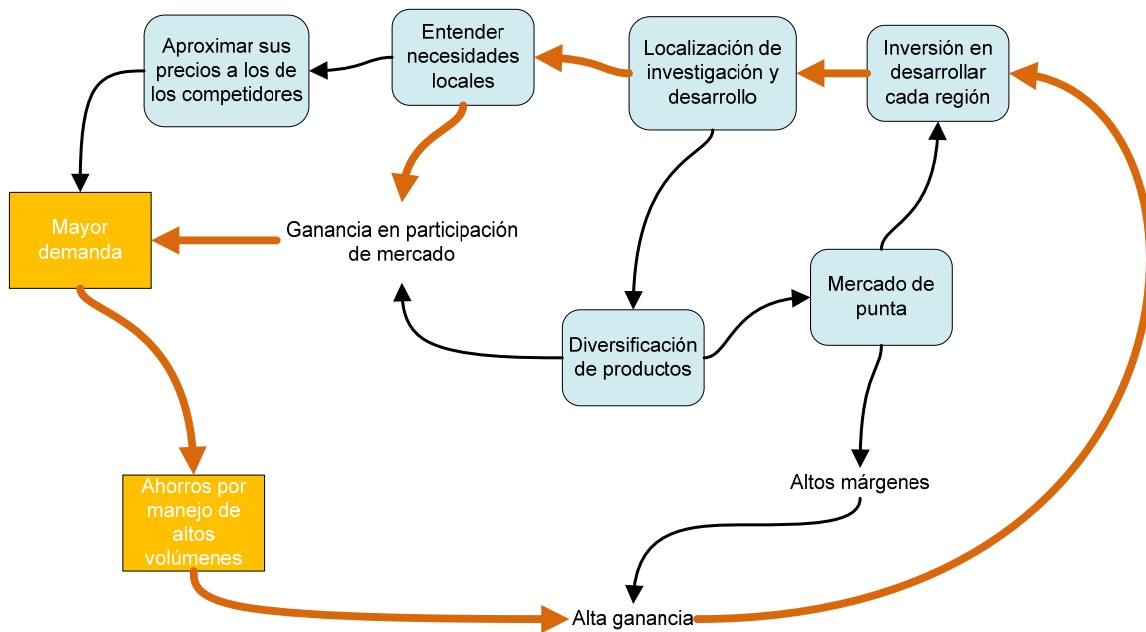 Aproximar sus
precios a los de
los competidores
Entender
necesidades
locales
Localización de
investigación y
desarrollo
Inversión en
desarrollar
cada región
Mayor
demanda
Ganancia en participación
de mercado
Mercado de
punta
Diversificación
de productos
Altos márgenes
Ahorros por
manejo de
altos
volúmenes
Alta ganancia